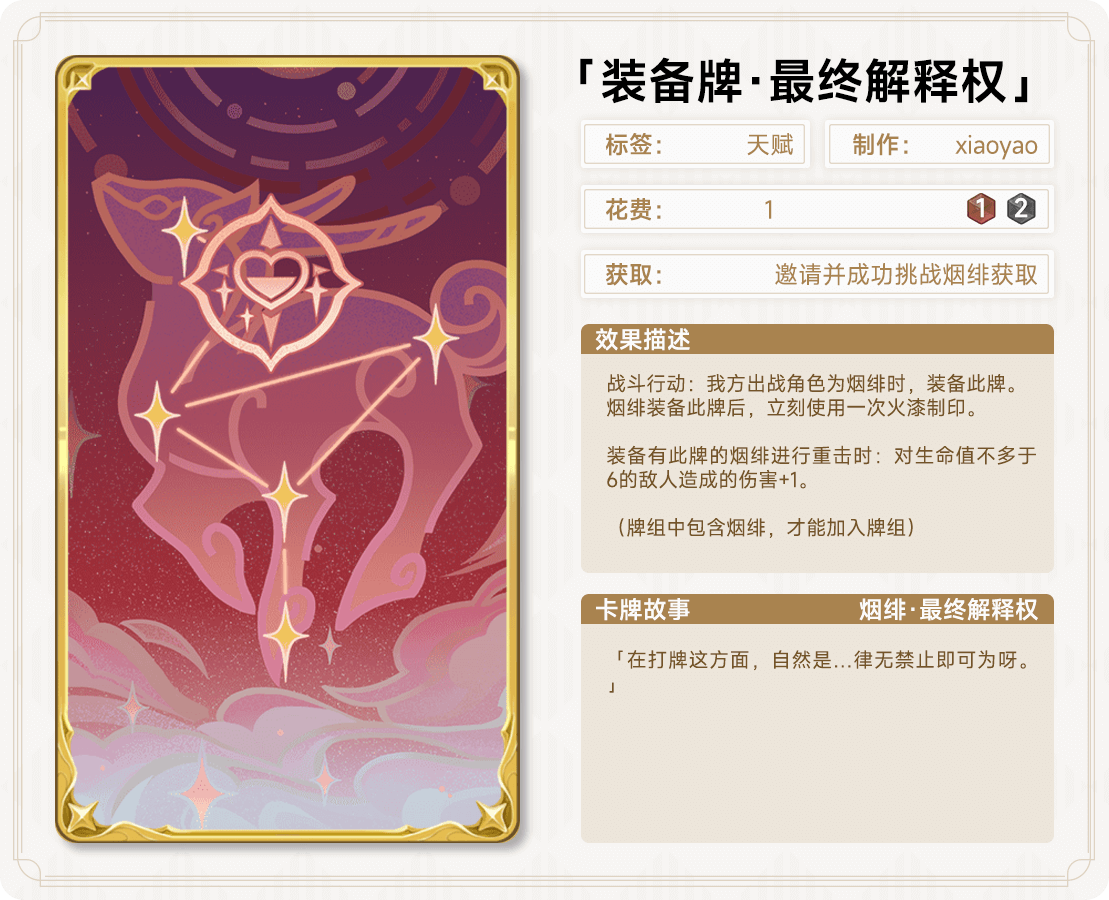 「装备牌·最终解释权」
标签： 天赋 制作： xiaoyao
花费： 1 1 2
获取： 邀请并成功挑战烟绯获取
效果描述
战斗行动：我方出战角色为烟绯时，装备此牌。
烟绯装备此牌后，立刻使用一次火漆制印。
装备有此牌的烟绯进行重击时：对生命值不多于
6的敌人造成的伤害+1。
（牌组中包含烟绯，才能加入牌组）
卡牌故事 烟绯·最终解释权
「在打牌这方面，自然是...律无禁止即可为呀。
」